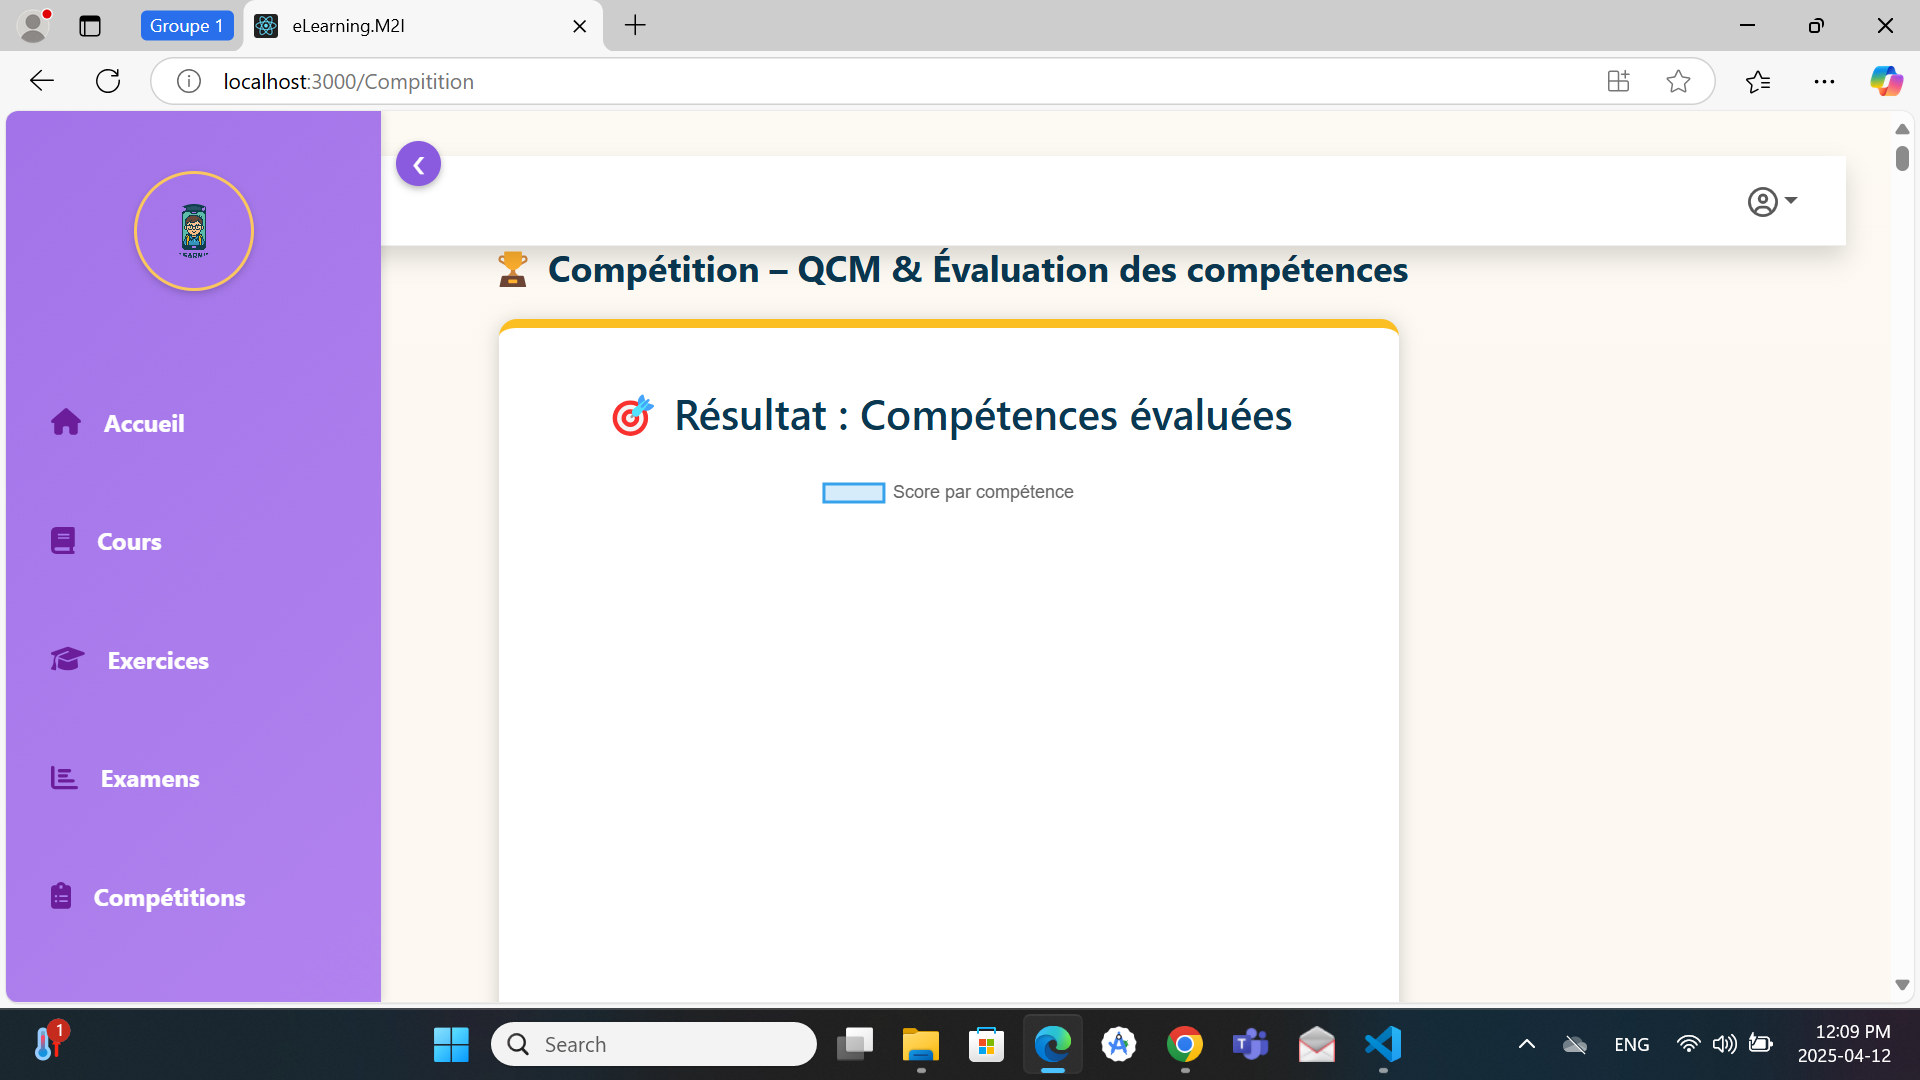 Groupe 1
eLearning.M2I
localhost:3000/Compitition
Compétition – QCM & Évaluation des compétences
Résultat : Compétences évaluées
Score par compétence
Accueil
Cours
Exercices
Examens
Compétitions
1
Search
ENG
12:09 PM
2025-04-12